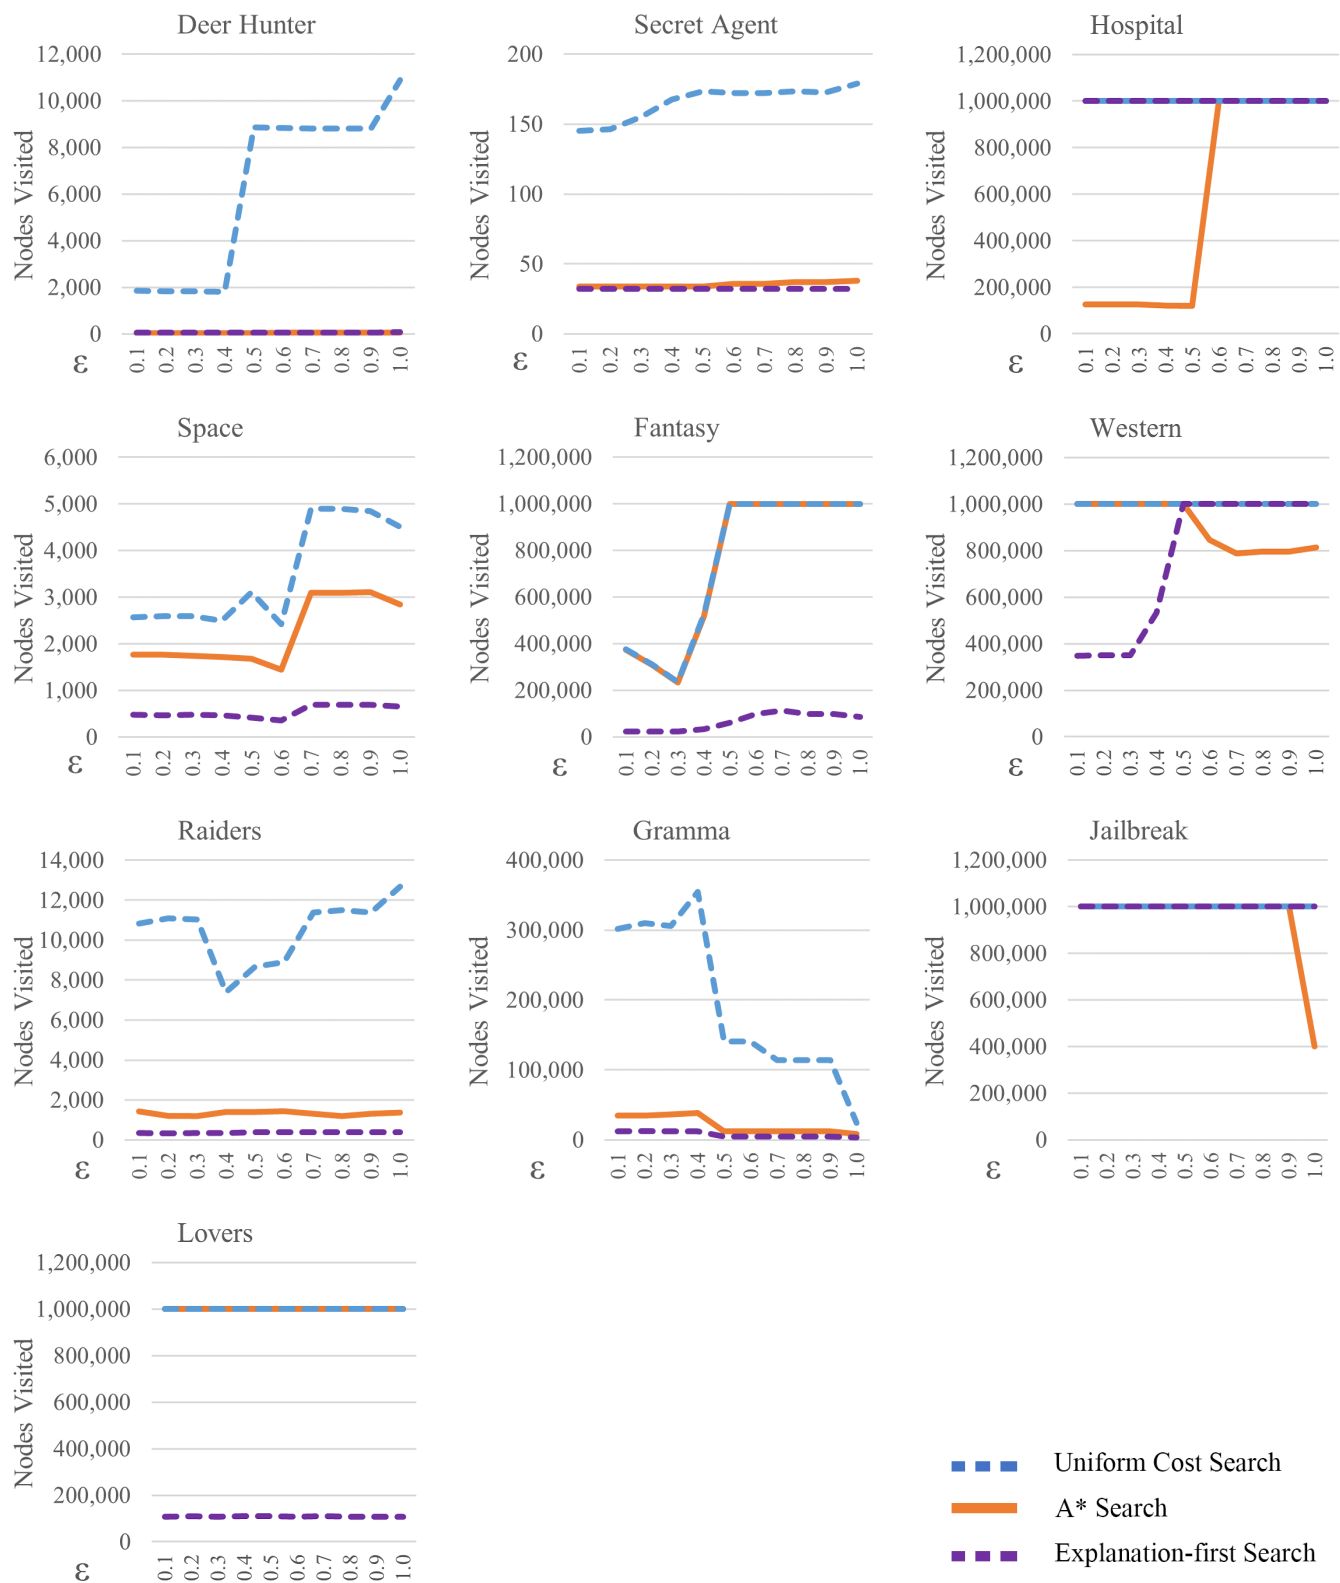 Deer Hunter
12,000
10,000
8,000
6,000
4,000
2,000
0
Nodes Visited
ε
0.1 0.2 0.3 0.4 0.5 0.6 0.7 0.8 0.9 1.0
Secret Agent
200
150
100
50
0
Nodes Visited
ε
0.1 0.2 0.3 0.4 0.5 0.6 0.7 0.8 0.9 1.0
Hospital
1,200,000
1,000,000
800,000
600,000
400,000
200,000
0
Nodes Visited
ε
0.1 0.2 0.3 0.4 0.5 0.6 0.7 0.8 0.9 1.0
Space
6,000
5,000
4,000
3,000
2,000
1,000
0
Nodes Visited
ε
0.1 0.2 0.3 0.4 0.5 0.6 0.7 0.8 0.9 1.0
Fantasy
1,200,000
1,000,000
800,000
600,000
400,000
200,000
0
Nodes Visited
ε
0.1 0.2 0.3 0.4 0.5 0.6 0.7 0.8 0.9 1.0
Western
1,200,000
1,000,000
800,000
600,000
400,000
200,000
0
Nodes Visited
ε
0.1 0.2 0.3 0.4 0.5 0.6 0.7 0.8 0.9 1.0
Raiders
14,000
12,000
10,000
8,000
6,000
4,000
2,000
0
Nodes Visited
ε
0.1 0.2 0.3 0.4 0.5 0.6 0.7 0.8 0.9 1.0
Gramma
400,000
300,000
200,000
100,000
0
Nodes Visited
ε
0.1 0.2 0.3 0.4 0.5 0.6 0.7 0.8 0.9 1.0
Jailbreak
1,200,000
1,000,000
800,000
600,000
400,000
200,000
0
Nodes Visited
ε
0.1 0.2 0.3 0.4 0.5 0.6 0.7 0.8 0.9 1.0
Lovers
1,200,000
1,000,000
800,000
600,000
400,000
200,000
0
Nodes Visited
ε
0.1 0.2 0.3 0.4 0.5 0.6 0.7 0.8 0.9 1.0
Uniform Cost Search
A* Search
Explanation-first Search